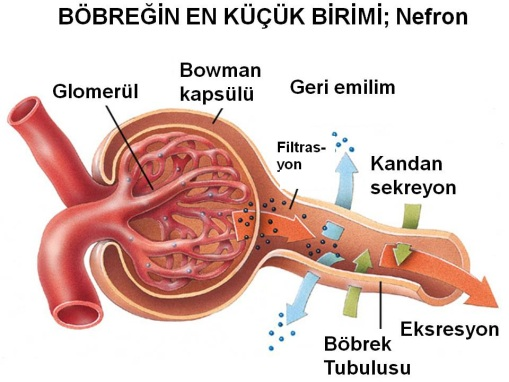 BÖBREĞİN EN KÜÇÜK BİRİMİ; Nefron
Bowman
kapsülü
Glomerül
Geri emilim
Filtras-
yon
Kandan
sekreyon
Eksresyon
Böbrek
Tubulusu